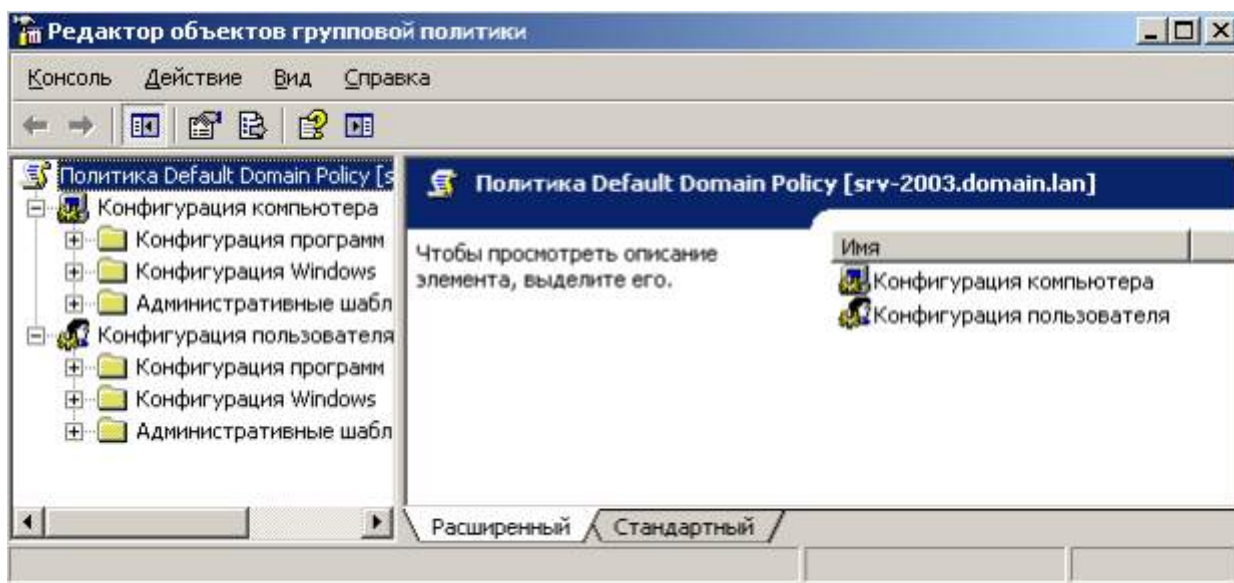 Редактор объектов групповой политики
Консоль Действие Вид Справка
Политика Default Domain Policy [s
Конфигурация компьютера
Конфигурация программ
Конфигурация Windows
Административные шабл
Конфигурация пользователя
Конфигурация программ
Конфигурация Windows
Административные шабл
Политика Default Domain Policy [srv-2003.domain.lan]
Чтобы просмотреть описание
элемента, выделите его.
Имя
Конфигурация компьютера
Конфигурация пользователя
Расширенный Стандартный